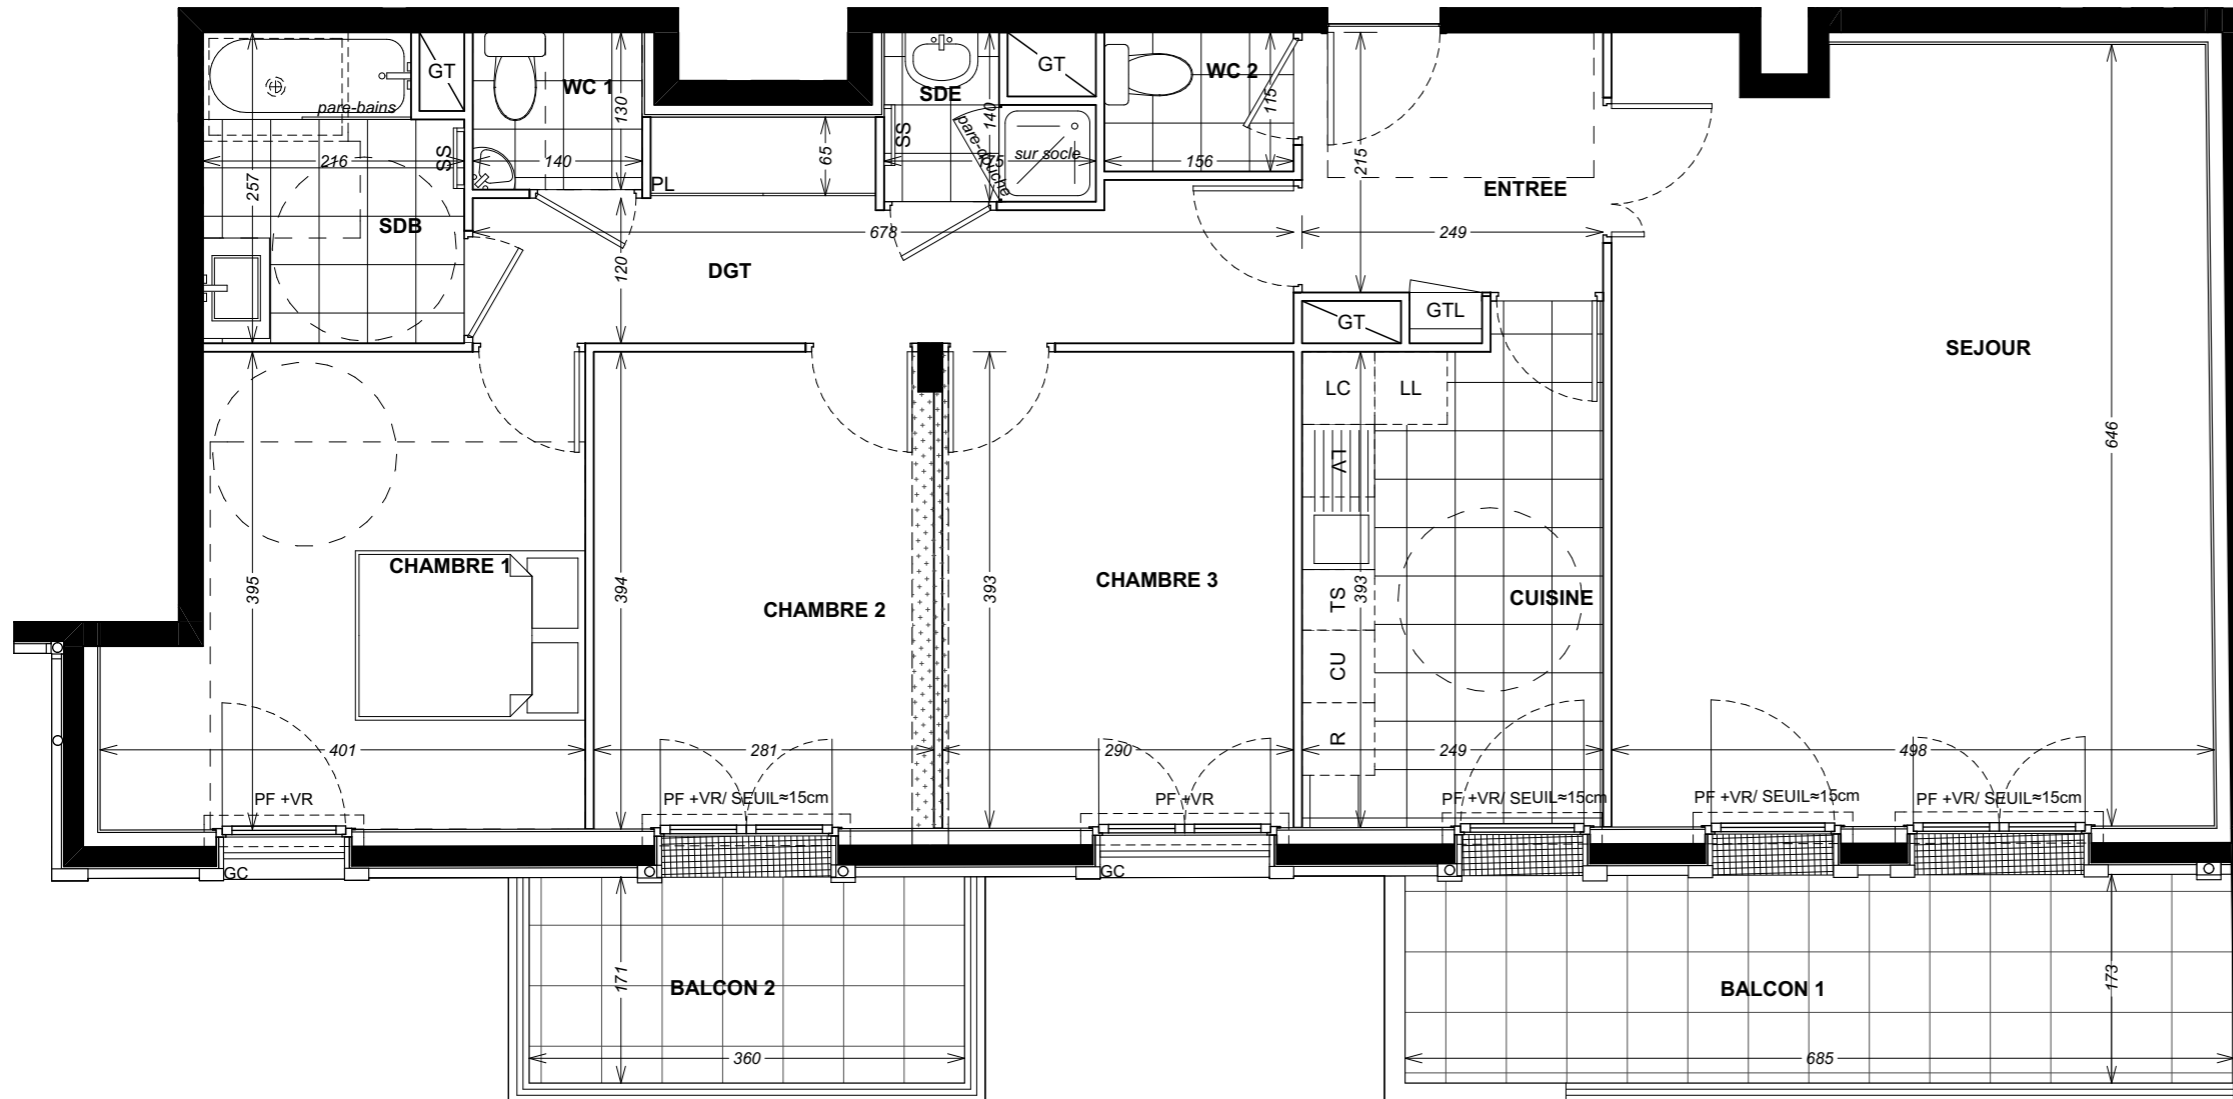 GT
WC 1
130
SDE
140
GT
WC 2
115
pare-bains
216
SS
140
65
SS
pare-douche
175
sur socle
156
215
ENTREE
257
PL
SDB
678
249
120
DGT
GT
GTL
SEJOUR
LC
LL
646
LV
CHAMBRE 1
395
394
393
CHAMBRE 3
393
TS
CUISINE
CHAMBRE 2
CU
R
401
281
290
249
498
PF +VR
PF +VR/ SEUIL≈15cm
PF +VR
PF +VR/ SEUIL≈15cm
PF +VR/ SEUIL≈15cm
PF +VR/ SEUIL≈15cm
GC
GC
171
BALCON 2
BALCON 1
173
360
685